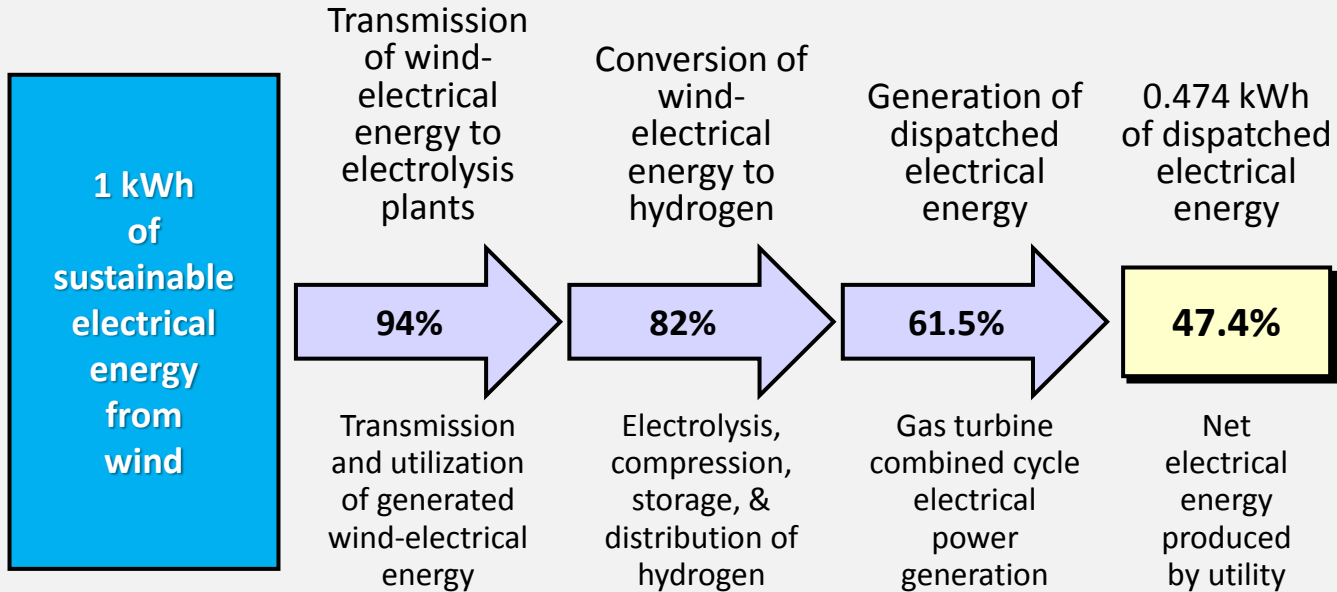 1 kWh
of
sustainable
electrical
energy
from
wind
Transmission
of wind-
electrical
energy to
electrolysis
plants
94%
Transmission
and utilization
of generated
wind-electrical
energy
Conversion of
wind-
electrical
energy to
hydrogen
82%
Electrolysis,
compression,
storage, &
distribution of
hydrogen
Generation of
dispatched
electrical
energy
61.5%
Gas turbine
combined cycle
electrical
power
generation
0.474 kWh
of dispatched
electrical
energy
47.4%
Net
electrical
energy
produced
by utility